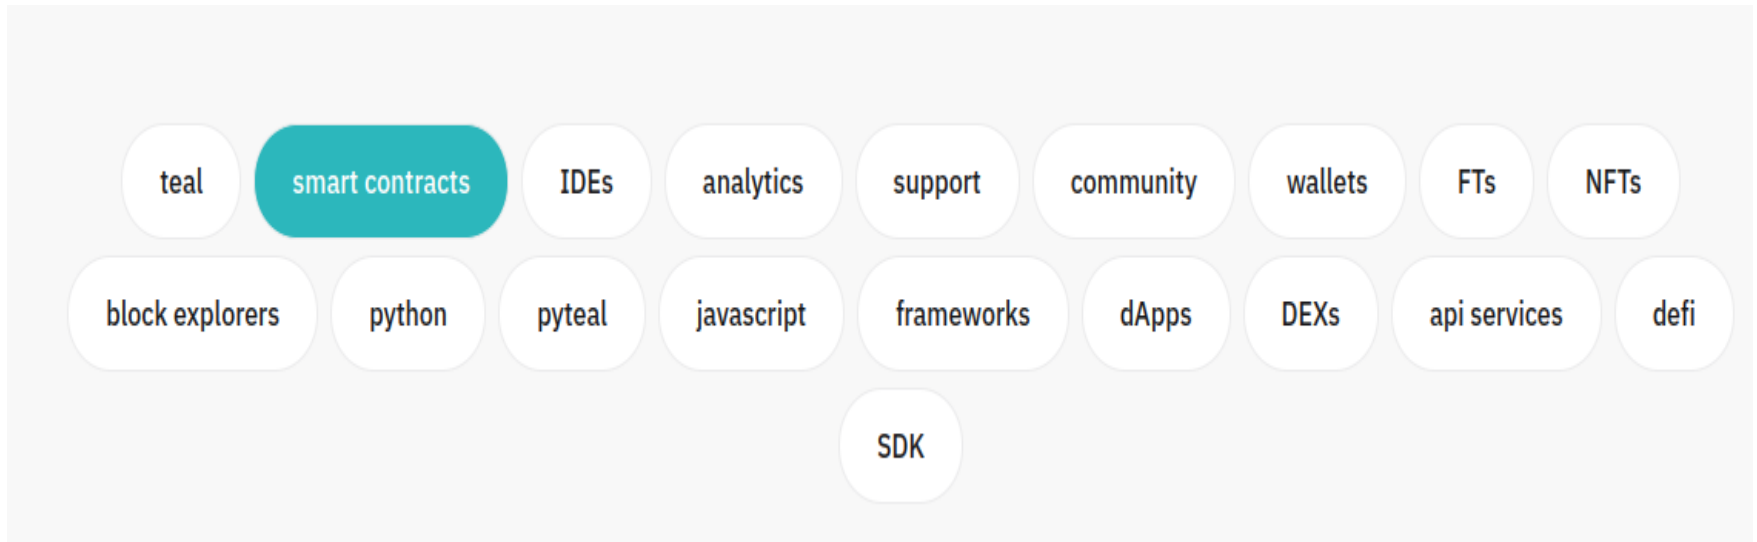 teal smart contracts IDEs analytics support community wallets FTs NFTs
block explorers python pyteal javascript frameworks dApps DEXs api services defi
SDK